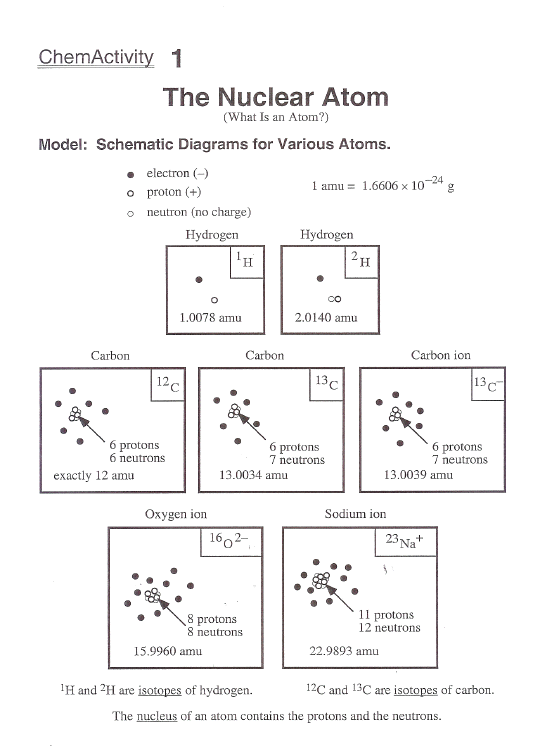 ChemActivity 1
The Nuclear Atom
(What Is an Atom?)
Model: Schematic Diagrams for Various Atoms.
electron (–)
proton (+)
1 amu = 1.6606 × 10⁻²⁴ g
neutron (no charge)
Hydrogen Hydrogen
¹H ²H
1.0078 amu 2.0140 amu
Carbon Carbon Carbon ion
¹²C ¹³C ¹³C⁻
6 protons 6 protons 6 protons
6 neutrons 7 neutrons 7 neutrons
exactly 12 amu 13.0034 amu 13.0039 amu
Oxygen ion Sodium ion
¹⁶O²⁻ ²³Na⁺
8 protons 11 protons
8 neutrons 12 neutrons
15.9960 amu 22.9893 amu
¹H and ²H are isotopes of hydrogen. ¹²C and ¹³C are isotopes of carbon.
The nucleus of an atom contains the protons and the neutrons.